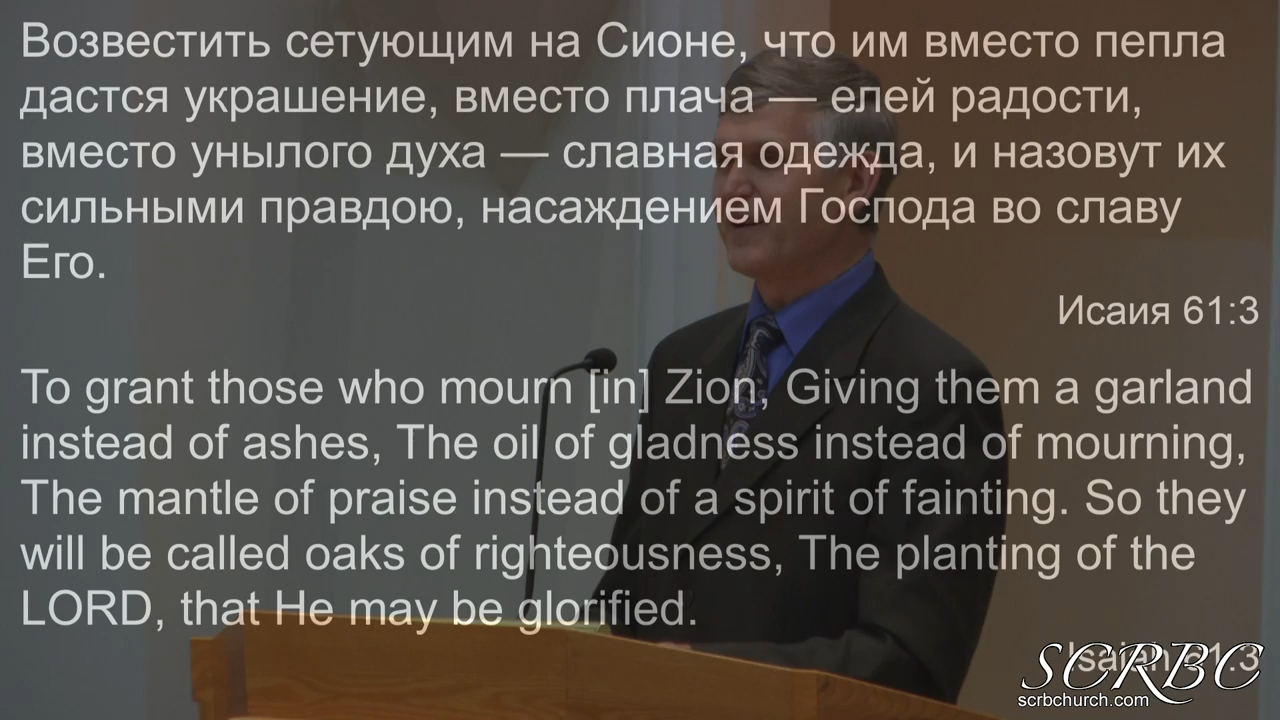 Возвестить сетующим на Сионе, что им вместо пепла
дастся украшение, вместо плача — елей радости,
вместо унылого духа — славная одежда, и назовут их
сильными правдою, насаждением Господа во славу
Его.
Исаия 61:3
To grant those who mourn [in] Zion, Giving them a garland
instead of ashes, The oil of gladness instead of mourning,
The mantle of praise instead of a spirit of fainting. So they
will be called oaks of righteousness, The planting of the
LORD, that He may be glorified.
Isaiah 61:3
SCRBC
scrbchurch.com